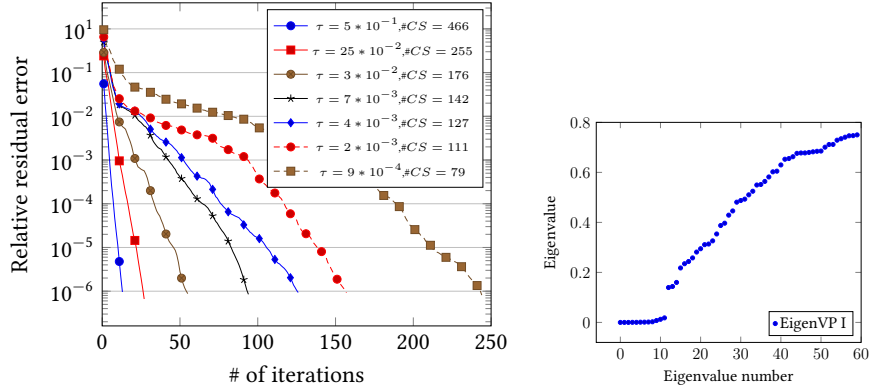 10^1
10^0
10^−1
10^−2
10^−3
10^−4
10^−5
10^−6
Relative residual error
0 50 100 150 200 250
# of iterations
τ = 5 ∗ 10^−1,#CS = 466
τ = 25 ∗ 10^−2,#CS = 255
τ = 3 ∗ 10^−2,#CS = 176
τ = 7 ∗ 10^−3,#CS = 142
τ = 4 ∗ 10^−3,#CS = 127
τ = 2 ∗ 10^−3,#CS = 111
τ = 9 ∗ 10^−4,#CS = 79
0.8
0.6
0.4
0.2
0
Eigenvalue
0 10 20 30 40 50 60
Eigenvalue number
EigenVP I